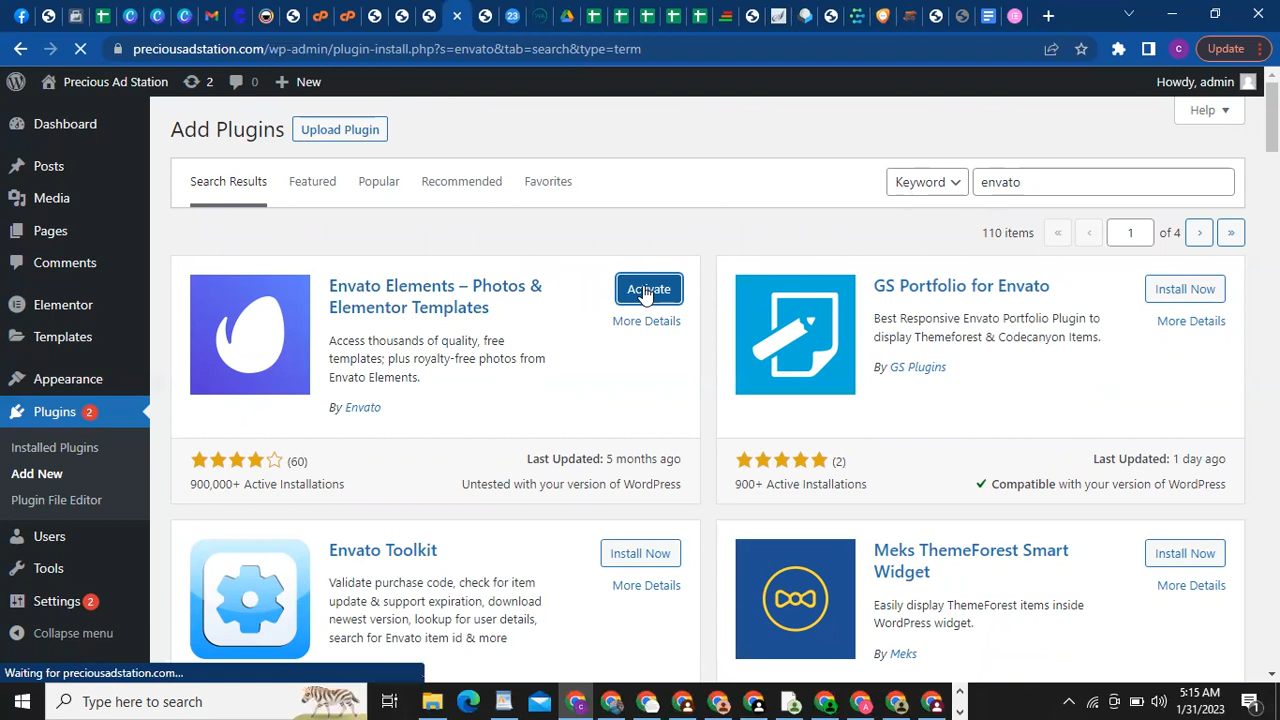 preciousadstation.com/wp-admin/plugin-install.php?s=envato&tab=search&type=term
Update
Precious Ad Station
2
0
New
Howdy, admin
Dashboard
Posts
Media
Pages
Comments
Elementor
Templates
Appearance
Plugins 2
Installed Plugins
Add New
Plugin File Editor
Users
Tools
Settings 2
Collapse menu
Help
Add Plugins
Upload Plugin
Search Results
Featured
Popular
Recommended
Favorites
Keyword
envato
110 items
«
‹
1
of 4
›
»
Envato Elements – Photos &
Elementor Templates
Activate
More Details
Access thousands of quality, free
templates; plus royalty-free photos from
Envato Elements.
By Envato
(60)
Last Updated: 5 months ago
900,000+ Active Installations
Untested with your version of WordPress
GS Portfolio for Envato
Install Now
More Details
Best Responsive Envato Portfolio Plugin to
display Themeforest & Codecanyon Items.
By GS Plugins
(2)
Last Updated: 1 day ago
900+ Active Installations
Compatible with your version of WordPress
Envato Toolkit
Install Now
More Details
Validate purchase code, check for item
update & support expiration, download
newest version, lookup for user details,
search for Envato item id & more
Meks ThemeForest Smart
Widget
Install Now
More Details
Easily display ThemeForest items inside
WordPress widget.
By Meks
Waiting for preciousadstation.com...
Type here to search
5:15 AM
1/31/2023